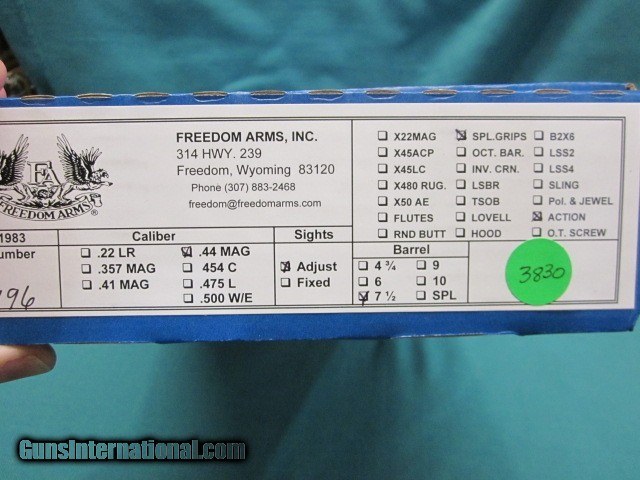 FREEDOM ARMS, INC.
314 HWY. 239
Freedom, Wyoming 83120
Phone (307) 883-2468
freedom@freedomarms.com
FA
FREEDOM ARMS®
X22MAG SPL.GRIPS B2X6
X45ACP OCT. BAR. LSS2
X45LC INV. CRN. LSS4
X480 RUG. LSBR SLING
X50 AE TSOB Pol. & JEWEL
FLUTES LOVELL ACTION
RND BUTT HOOD O.T. SCREW
1983 Caliber Sights Barrel
umber
.22 LR .44 MAG
.357 MAG 454 C
.41 MAG .475 L
.500 W/E
Adjust
Fixed
4 ¾ 9
6 10
7 ½ SPL
3830
96
GunsInternational.com